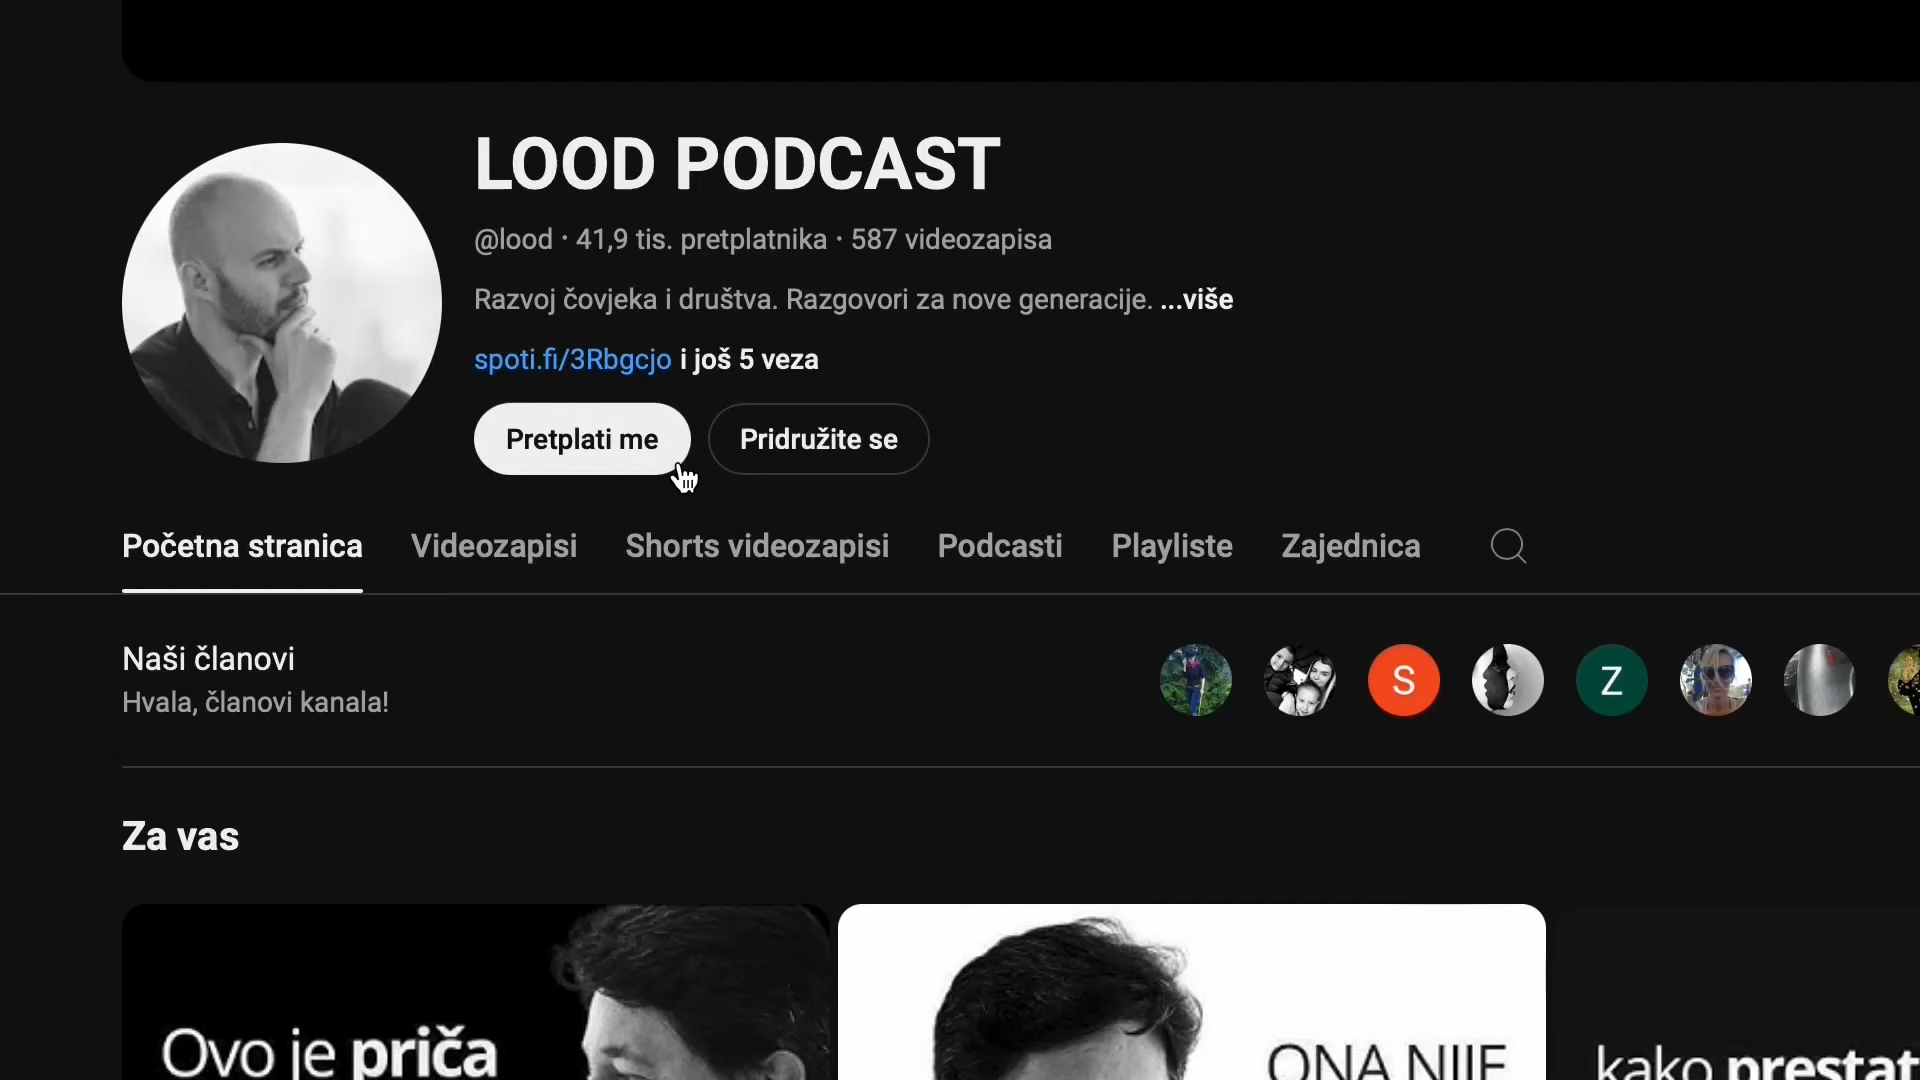 LOOD PODCAST
@lood · 41,9 tis. pretplatnika · 587 videozapisa
Razvoj čovjeka i društva. Razgovori za nove generacije. ...više
spoti.fi/3Rbgcjo i još 5 veza
Pretplati me Pridružite se
Početna stranica Videozapisi Shorts videozapisi Podcasti Playliste Zajednica
Naši članovi
Hvala, članovi kanala!
S Z
Za vas
Ovo je priča ONA NIJE kako prestat